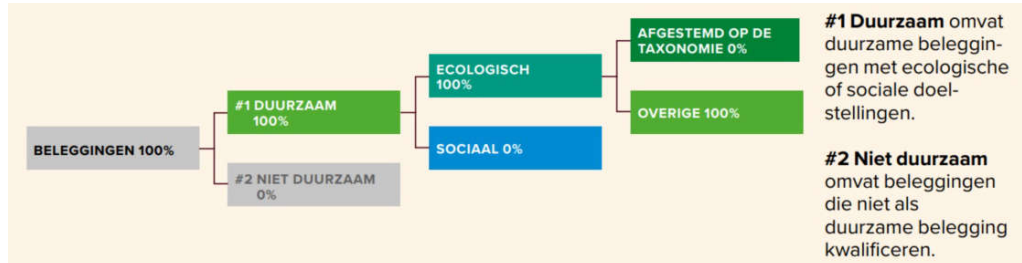 BELEGGINGEN 100%
#1 DUURZAAM
100%
#2 NIET DUURZAAM
0%
ECOLOGISCH
100%
SOCIAAL 0%
AFGESTEMD OP DE
TAXONOMIE 0%
OVERIGE 100%
#1 Duurzaam omvat
duurzame beleggin-
gen met ecologische
of sociale doel-
stellingen.
#2 Niet duurzaam
omvat beleggingen
die niet als
duurzame belegging
kwalificeren.